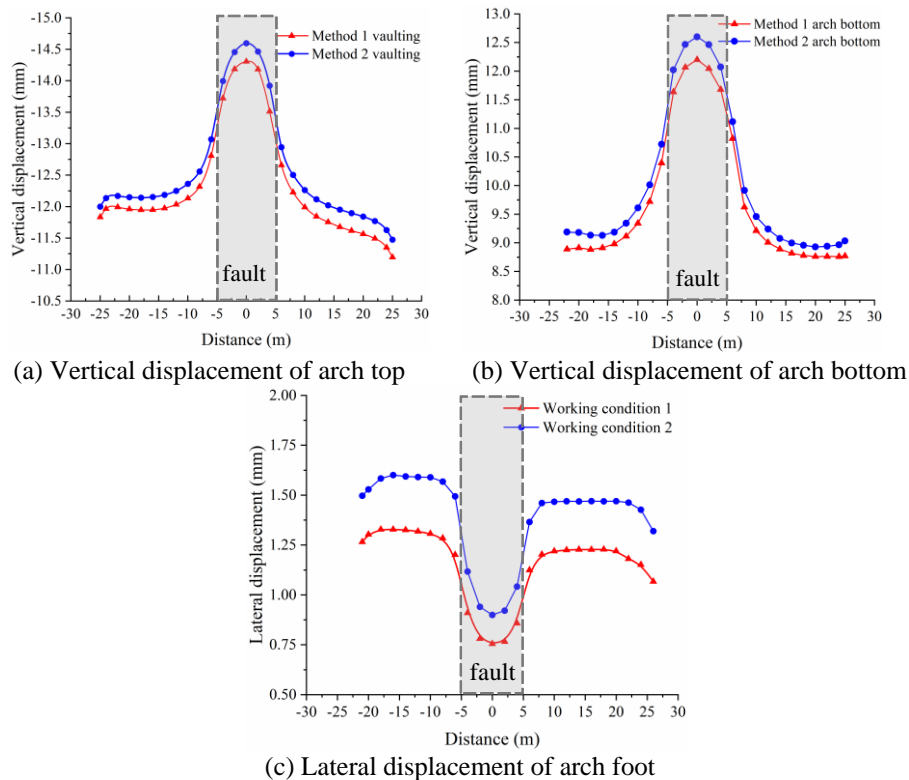 -15.0
-14.5
-14.0
-13.5
-13.0
-12.5
-12.0
-11.5
-11.0
-10.5
Vertical displacement (mm)
Method 1 vaulting
Method 2 vaulting
fault
-30 -25 -20 -15 -10 -5 0 5 10 15 20 25 30
Distance (m)
(a) Vertical displacement of arch top
13.0
12.5
12.0
11.5
11.0
10.5
10.0
9.5
9.0
8.5
8.0
Vertical displacement (mm)
Method 1 arch bottom
Method 2 arch bottom
fault
-30 -25 -20 -15 -10 -5 0 5 10 15 20 25 30
Distance (m)
(b) Vertical displacement of arch bottom
2.00
1.75
1.50
1.25
1.00
0.75
0.50
Lateral displacement (mm)
Working condition 1
Working condition 2
fault
-30 -25 -20 -15 -10 -5 0 5 10 15 20 25 30
Distance (m)
(c) Lateral displacement of arch foot